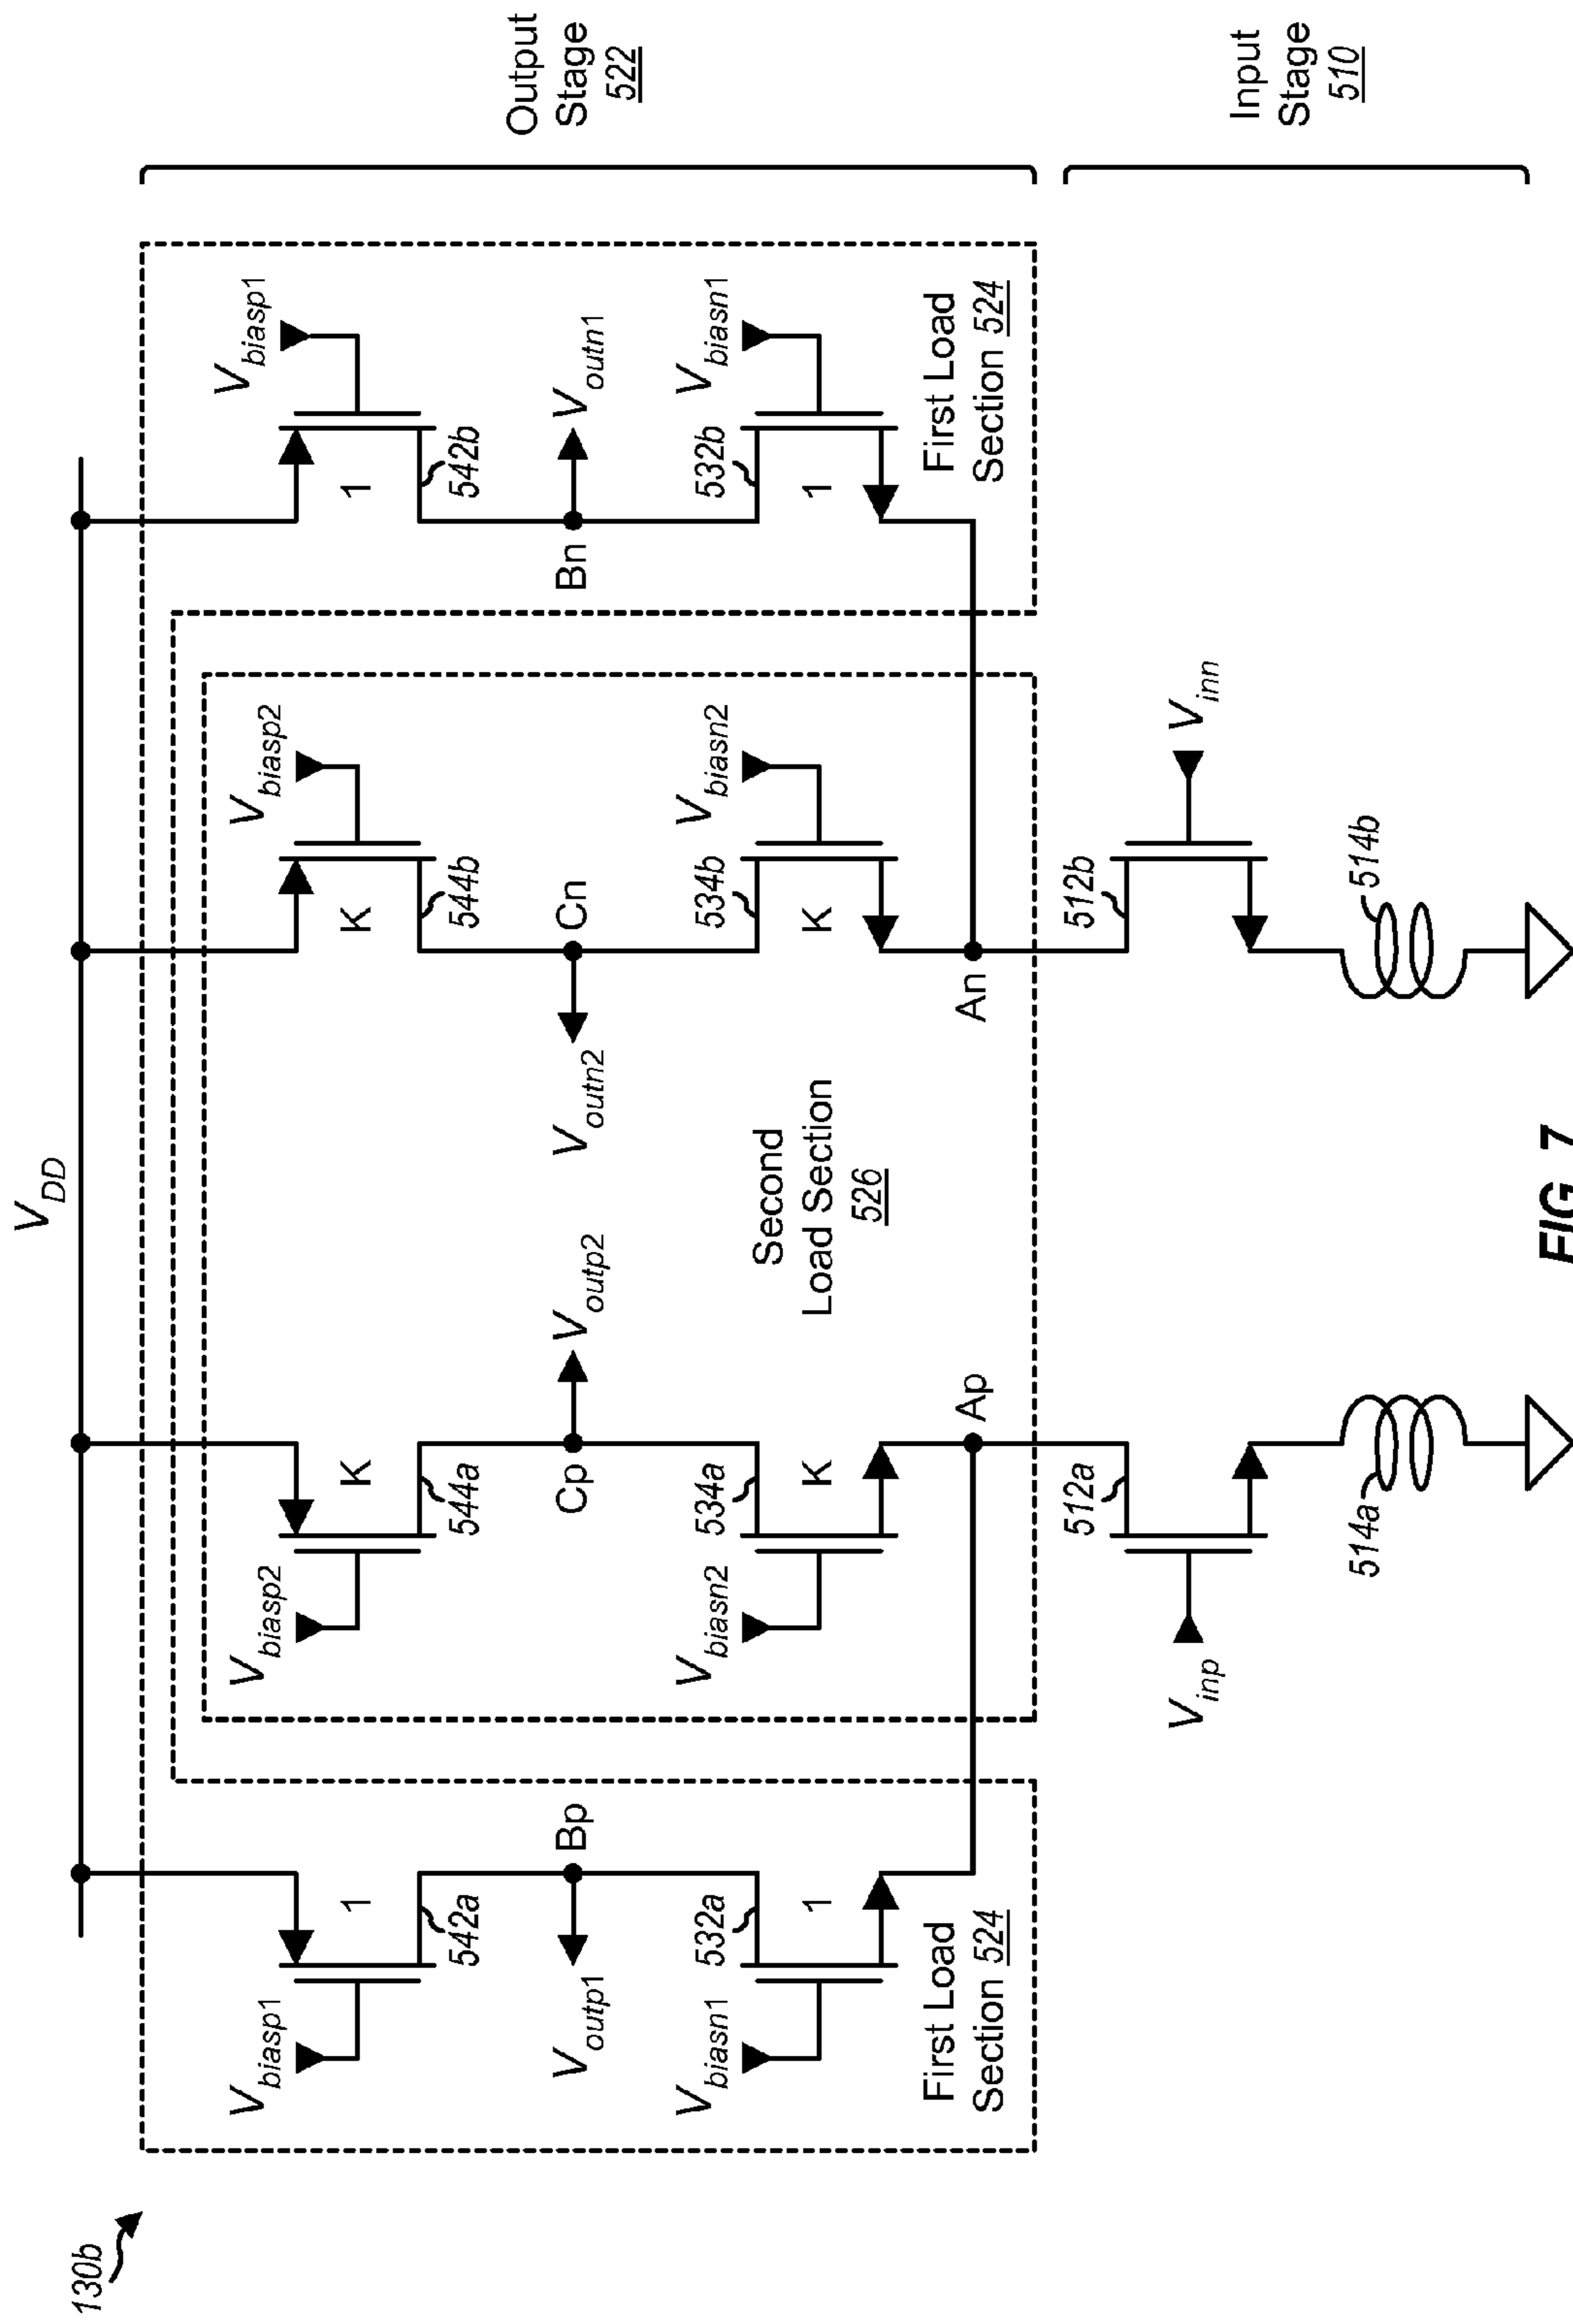 130b
V_DD
Output
Stage
522
V_biasp1
V_biasp2
V_biasp2
V_biasp1
1
K
K
1
542a
544a
544b
542b
Bp
Cp
Cn
Bn
V_outp1
V_outp2
V_outn2
V_outn1
V_biasn1
V_biasn2
V_biasn2
V_biasn1
532a
534a
534b
532b
1
K
K
1
Second
Load Section
526
First Load
Section 524
First Load
Section 524
Ap
An
512a
512b
V_inp
V_inn
Input
Stage
510
514a
514b
FIG. 7